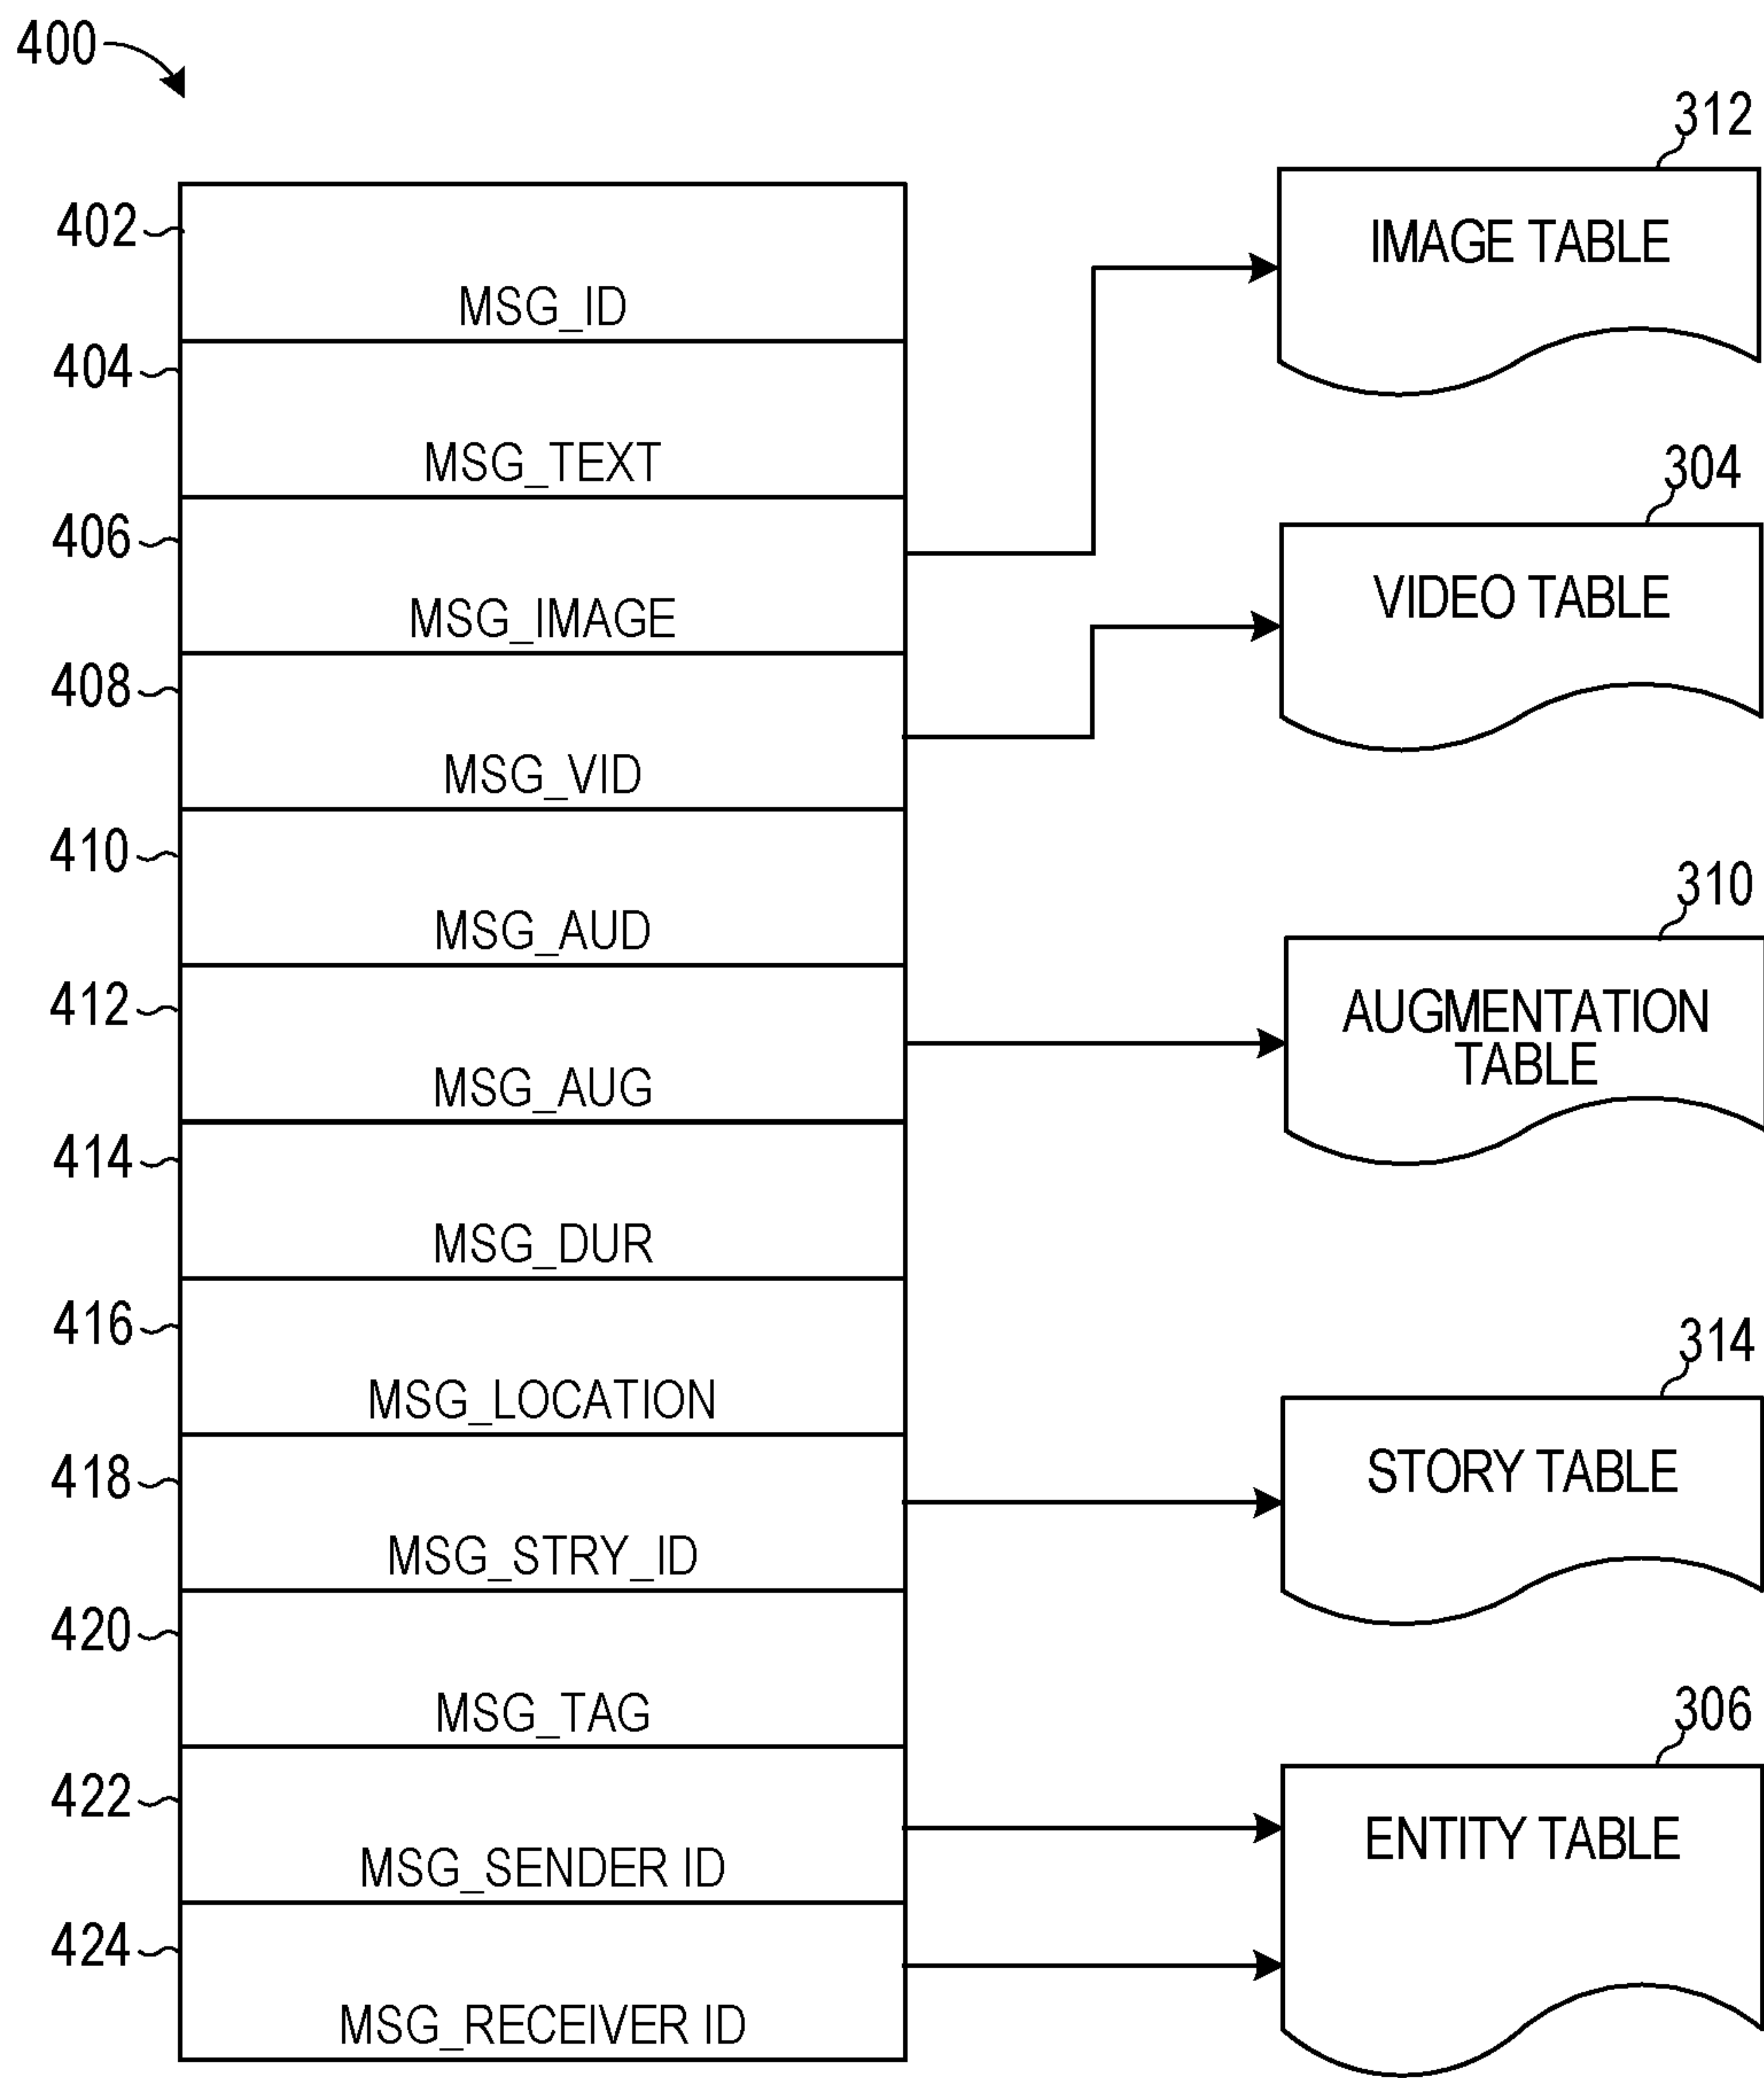 400
402
MSG_ID
404
MSG_TEXT
406
MSG_IMAGE
408
MSG_VID
410
MSG_AUD
412
MSG_AUG
414
MSG_DUR
416
MSG_LOCATION
418
MSG_STRY_ID
420
MSG_TAG
422
MSG_SENDER ID
424
MSG_RECEIVER ID
312
IMAGE TABLE
304
VIDEO TABLE
310
AUGMENTATION
TABLE
314
STORY TABLE
306
ENTITY TABLE